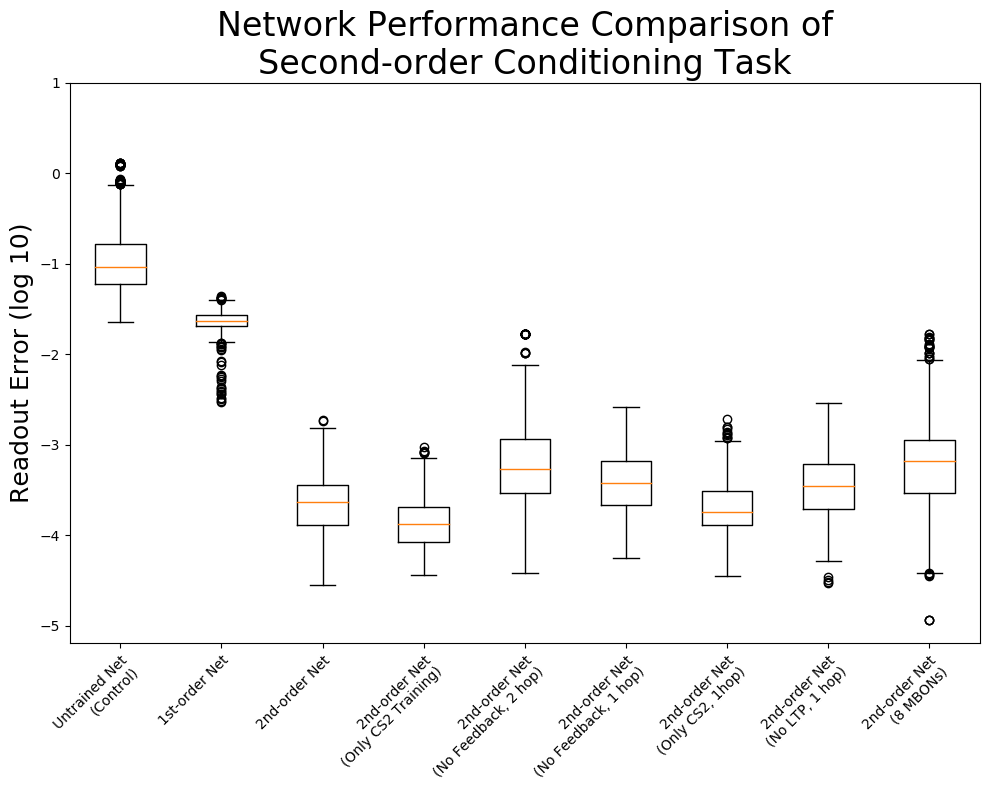 Network Performance Comparison of
Second-order Conditioning Task
Readout Error (log 10)
1
0
−1
−2
−3
−4
−5
Untrained Net
(Control)
1st-order Net
2nd-order Net
2nd-order Net
(Only CS2 Training)
2nd-order Net
(No Feedback, 2 hop)
2nd-order Net
(No Feedback, 1 hop)
2nd-order Net
(Only CS2, 1hop)
2nd-order Net
(No LTP, 1 hop)
2nd-order Net
(8 MBONs)